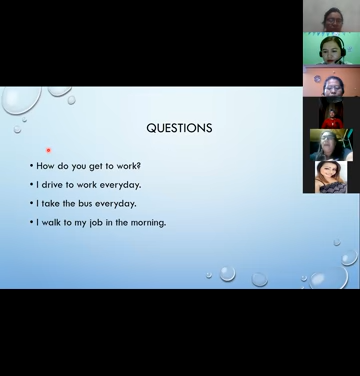 QUESTIONS
• How do you get to work?
• I drive to work everyday.
• I take the bus everyday.
• I walk to my job in the morning.